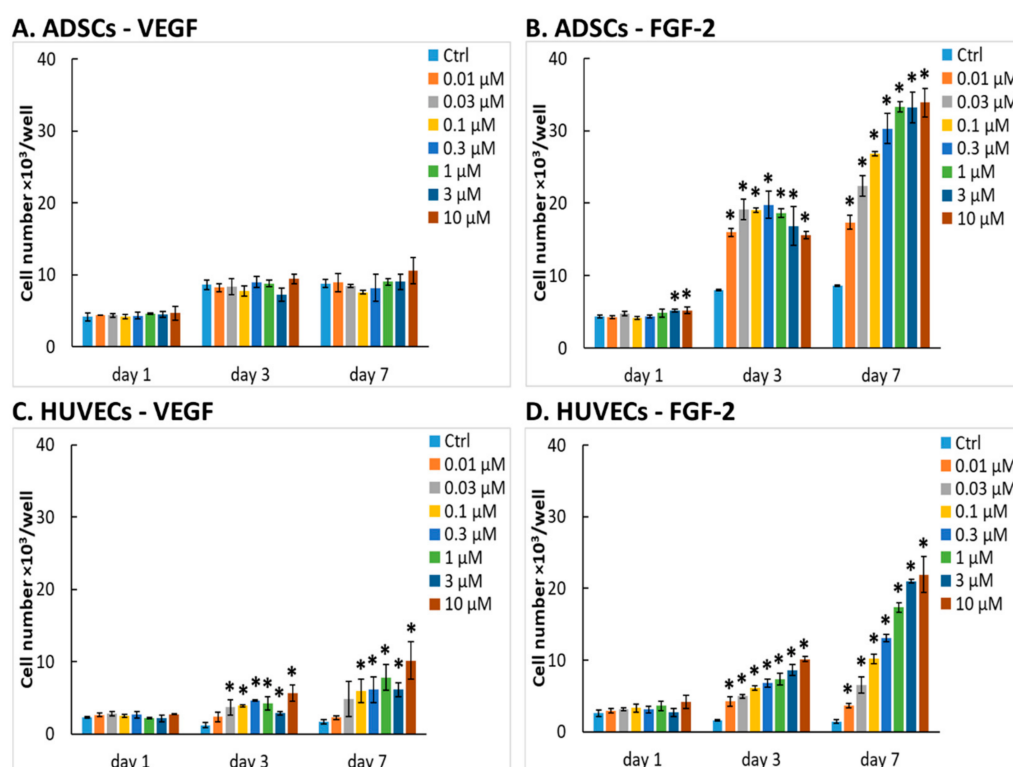 A. ADSCs - VEGF
Cell number ×10³/well
40
30
20
10
0
day 1
day 3
day 7
Ctrl
0.01 µM
0.03 µM
0.1 µM
0.3 µM
1 µM
3 µM
10 µM
B. ADSCs - FGF-2
Cell number ×10³/well
40
30
20
10
0
* *
* * * * * * *
* * * * * * *
day 1
day 3
day 7
Ctrl
0.01 µM
0.03 µM
0.1 µM
0.3 µM
1 µM
3 µM
10 µM
C. HUVECs - VEGF
Cell number ×10³/well
40
30
20
10
0
* * * * * *
* * * * *
day 1
day 3
day 7
Ctrl
0.01 µM
0.03 µM
0.1 µM
0.3 µM
1 µM
3 µM
10 µM
D. HUVECs - FGF-2
Cell number ×10³/well
40
30
20
10
0
* * * * * * *
* * * * * * *
day 1
day 3
day 7
Ctrl
0.01 µM
0.03 µM
0.1 µM
0.3 µM
1 µM
3 µM
10 µM